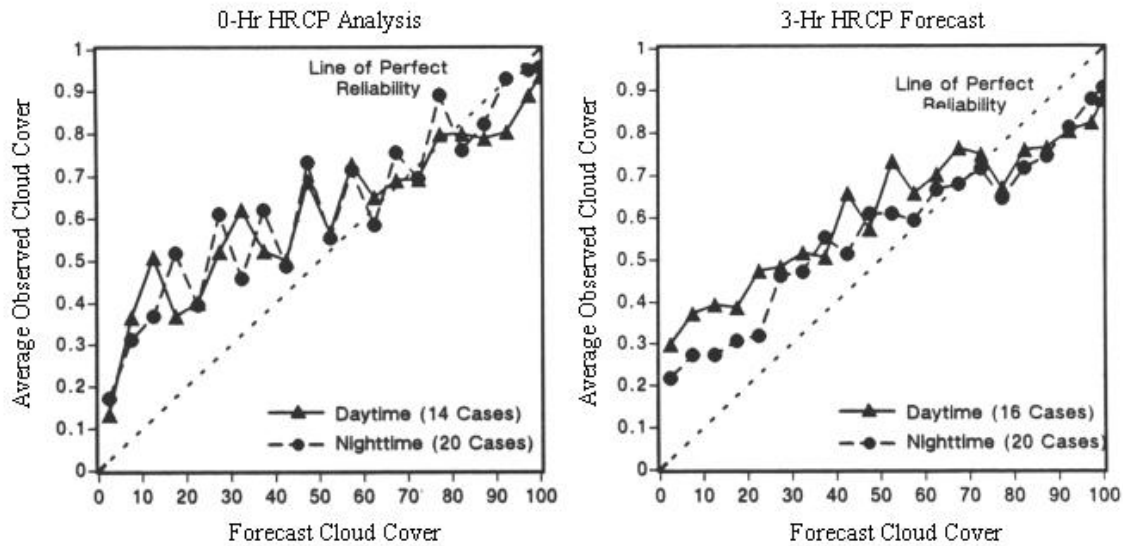 0-Hr HRCP Analysis
Average Observed Cloud Cover
1
0.9
0.8
0.7
0.6
0.5
0.4
0.3
0.2
0.1
0
Line of Perfect
Reliability
Daytime (14 Cases)
Nighttime (20 Cases)
0 10 20 30 40 50 60 70 80 90 100
Forecast Cloud Cover
3-Hr HRCP Forecast
Average Observed Cloud Cover
1
0.9
0.8
0.7
0.6
0.5
0.4
0.3
0.2
0.1
0
Line of Perfect
Reliability
Daytime (16 Cases)
Nighttime (20 Cases)
0 10 20 30 40 50 60 70 80 90 100
Forecast Cloud Cover